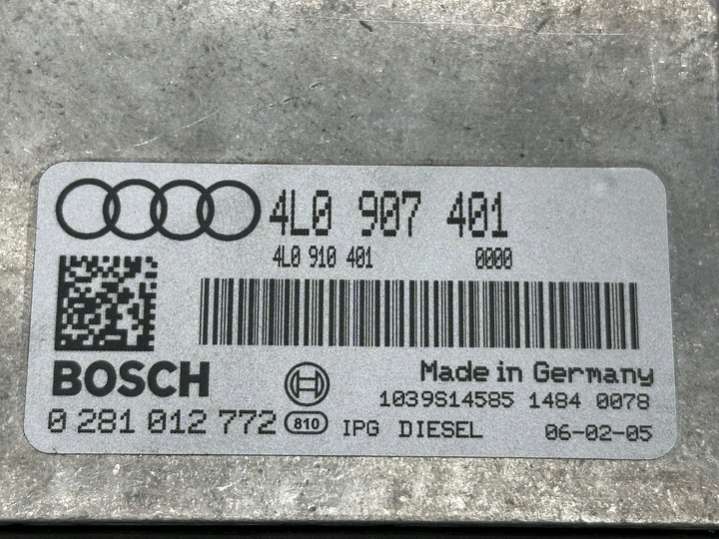 4L0 907 401
4L0 910 401 0000
BOSCH
Made in Germany
1039S14585 1484 0078
0 281 012 772 810 IPG DIESEL 06-02-05